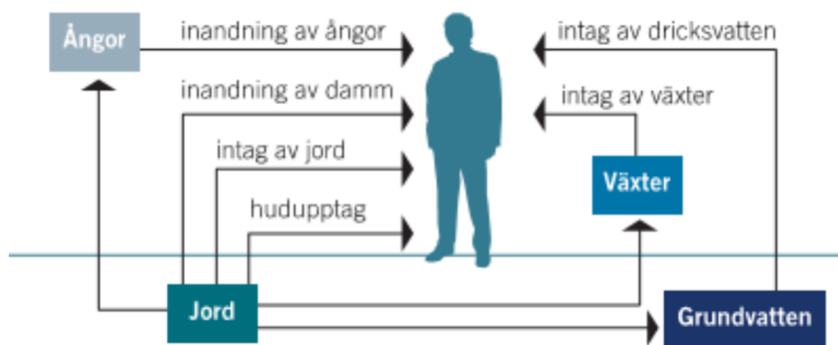 Ångor
inandning av ångor
intag av dricksvatten
inandning av damm
intag av växter
intag av jord
Växter
hudupptag
Jord
Grundvatten